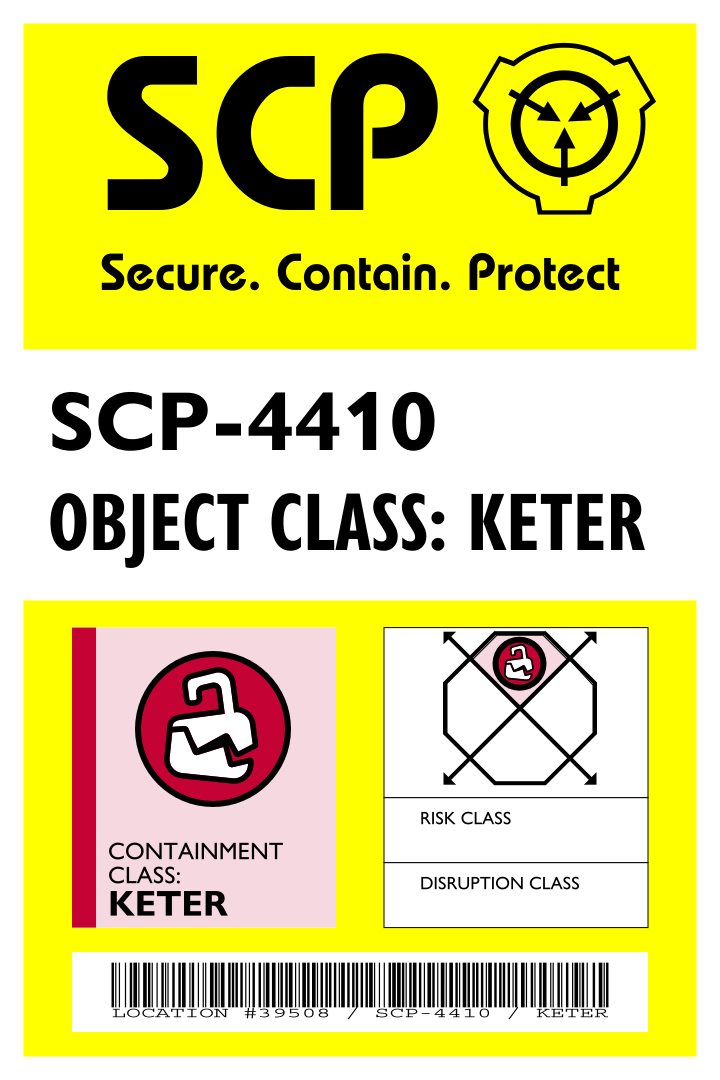 SCP
Secure. Contain. Protect
SCP-4410
OBJECT CLASS: KETER
CONTAINMENT
CLASS:
KETER
RISK CLASS
DISRUPTION CLASS
LOCATION #39508 / SCP-4410 / KETER